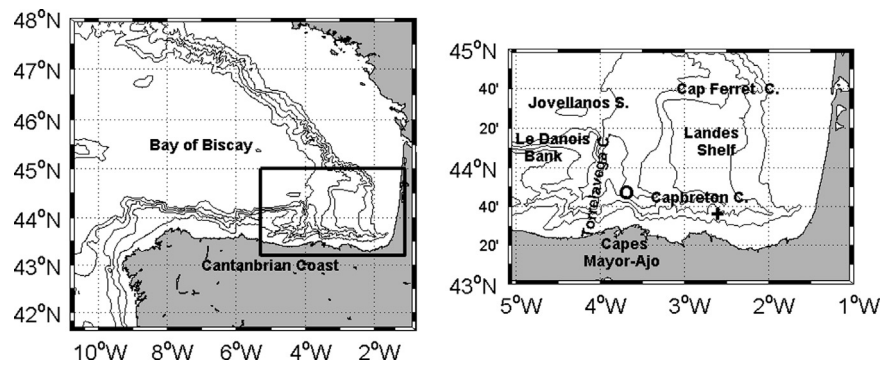 48°N
47°N
46°N
45°N
44°N
43°N
42°N
10°W 8°W 6°W 4°W 2°W
Bay of Biscay
Cantanbrian Coast
45°N
40'
20'
44°N
40'
20'
43°N
5°W 4°W 3°W 2°W 1°W
Cap Ferret C.
Jovellanos S.
Le Danois
Bank
Landes
Shelf
Torrelavega C.
O
Capbreton C.
+
Capes
Mayor-Ajo